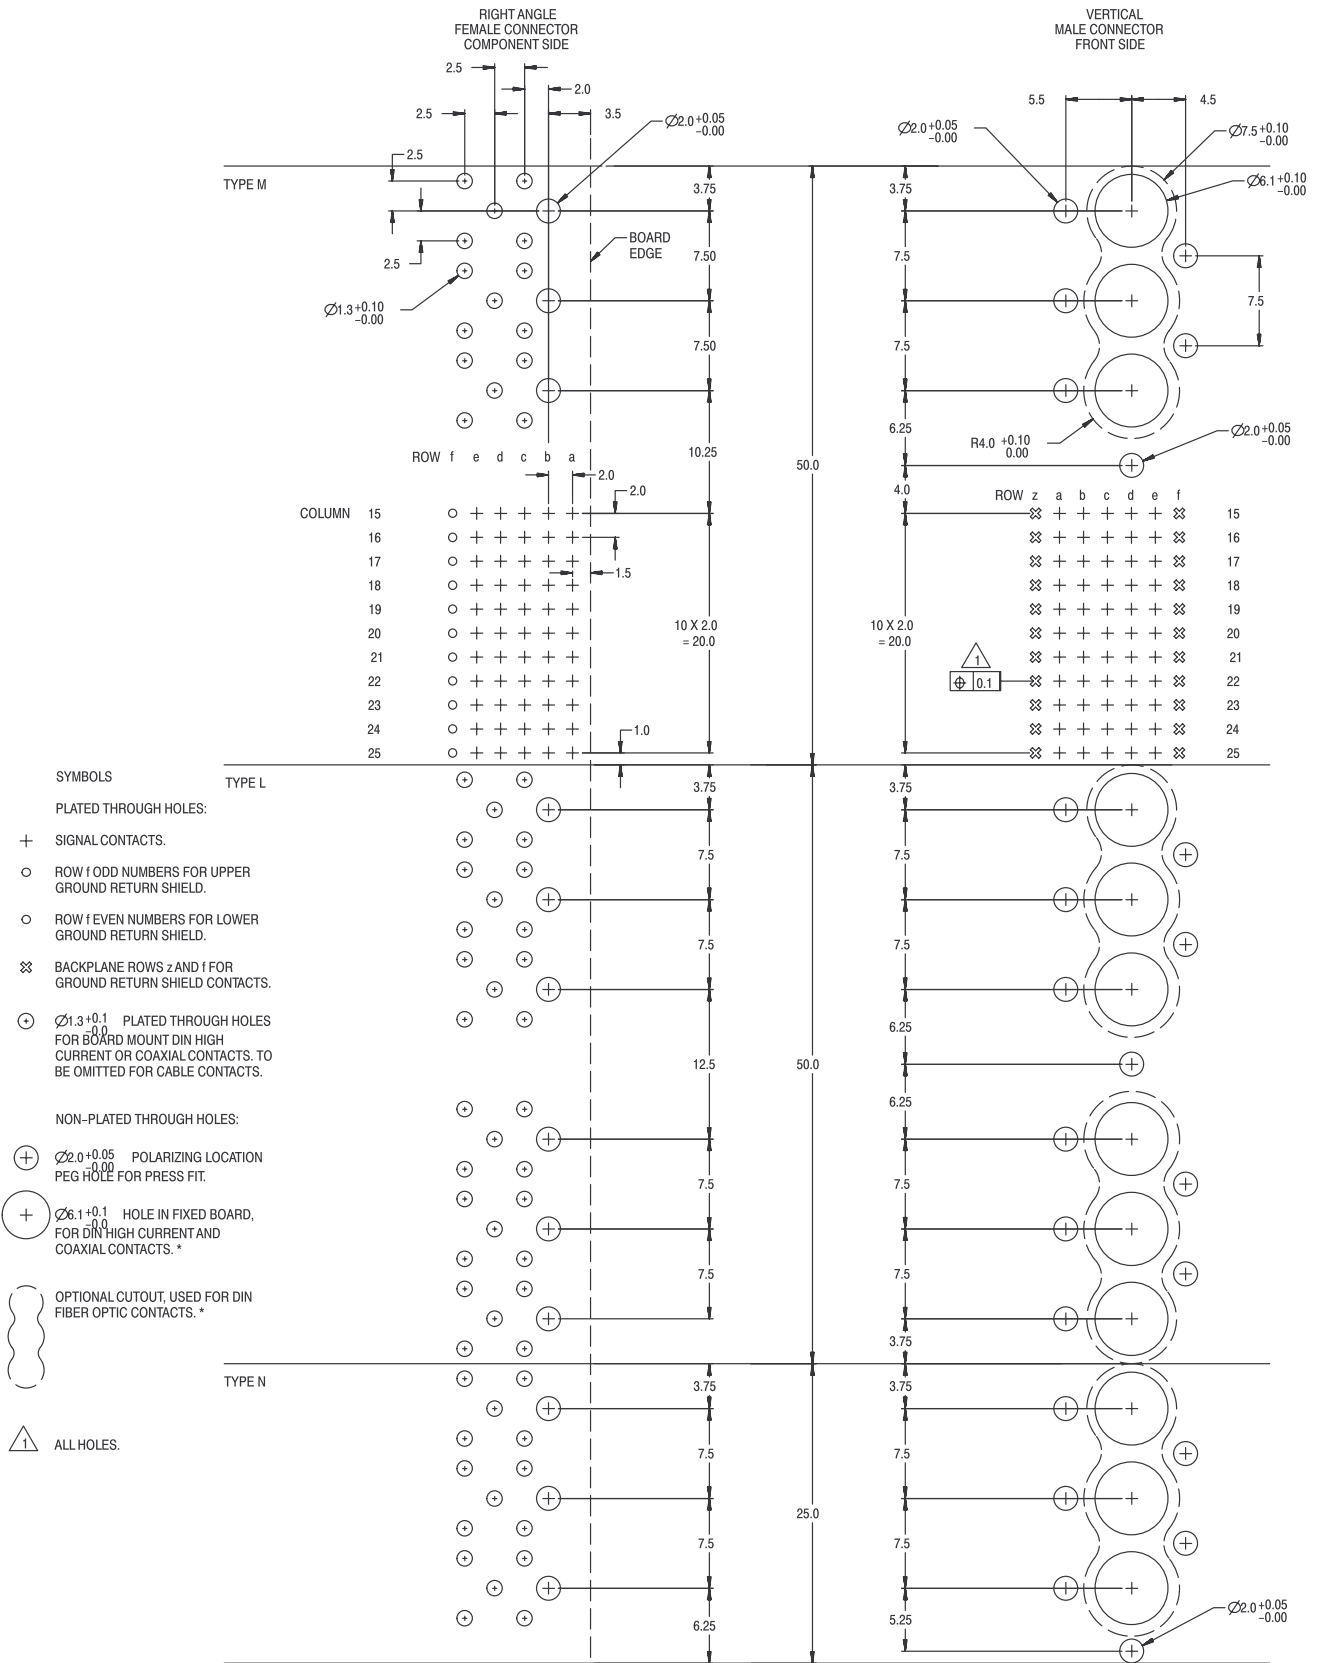 RIGHT ANGLE
FEMALE CONNECTOR
COMPONENT SIDE
VERTICAL
MALE CONNECTOR
FRONT SIDE
2.5
2.0
2.5
3.5
Ø2.0 +0.05
−0.00
2.5
5.5
4.5
Ø2.0 +0.05
−0.00
Ø7.5 +0.10
−0.00
Ø6.1 +0.10
−0.00
TYPE M
3.75
3.75
BOARD
EDGE
2.5
7.50
7.5
7.5
Ø1.3 +0.10
−0.00
7.50
7.5
10.25
50.0
6.25
R4.0 +0.10
0.00
Ø2.0 +0.05
−0.00
ROW f e d c b a
2.0
2.0
4.0
ROW z a b c d e f
COLUMN 15
15
16
16
17
17
1.5
18
18
19
19
20
10 X 2.0
= 20.0
10 X 2.0
= 20.0
20
21
1
21
22
0.1
22
23
23
24
1.0
24
25
25
SYMBOLS
TYPE L
3.75
3.75
PLATED THROUGH HOLES:
SIGNAL CONTACTS.
7.5
7.5
ROW f ODD NUMBERS FOR UPPER
GROUND RETURN SHIELD.
ROW f EVEN NUMBERS FOR LOWER
GROUND RETURN SHIELD.
7.5
7.5
BACKPLANE ROWS z AND f FOR
GROUND RETURN SHIELD CONTACTS.
Ø1.3 +0.1 PLATED THROUGH HOLES
−0.0
FOR BOARD MOUNT DIN HIGH
CURRENT OR COAXIAL CONTACTS. TO
BE OMITTED FOR CABLE CONTACTS.
6.25
12.5
50.0
6.25
NON−PLATED THROUGH HOLES:
Ø2.0 +0.05 POLARIZING LOCATION
−0.00
PEG HOLE FOR PRESS FIT.
7.5
7.5
Ø6.1 +0.1 HOLE IN FIXED BOARD,
−0.0
FOR DIN HIGH CURRENT AND
COAXIAL CONTACTS. *
7.5
7.5
OPTIONAL CUTOUT, USED FOR DIN
FIBER OPTIC CONTACTS. *
3.75
TYPE N
3.75
3.75
1
ALL HOLES.
7.5
7.5
25.0
7.5
7.5
6.25
5.25
Ø2.0 +0.05
−0.00